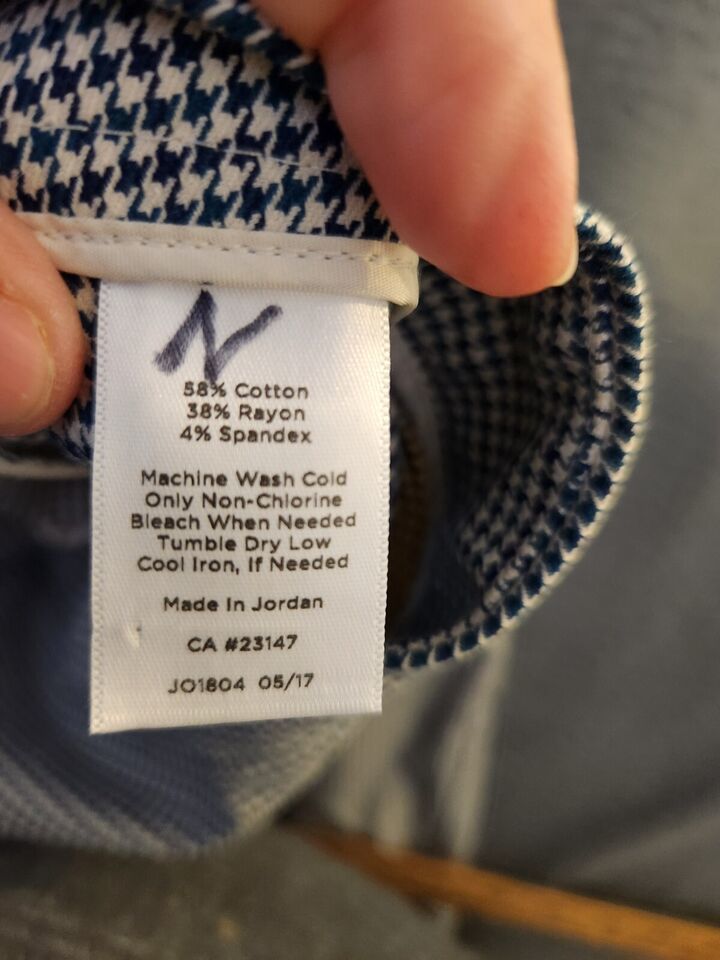 N
58% Cotton
38% Rayon
4% Spandex
Machine Wash Cold
Only Non-Chlorine
Bleach When Needed
Tumble Dry Low
Cool Iron, If Needed
Made In Jordan
CA #23147
JO1804 05/17